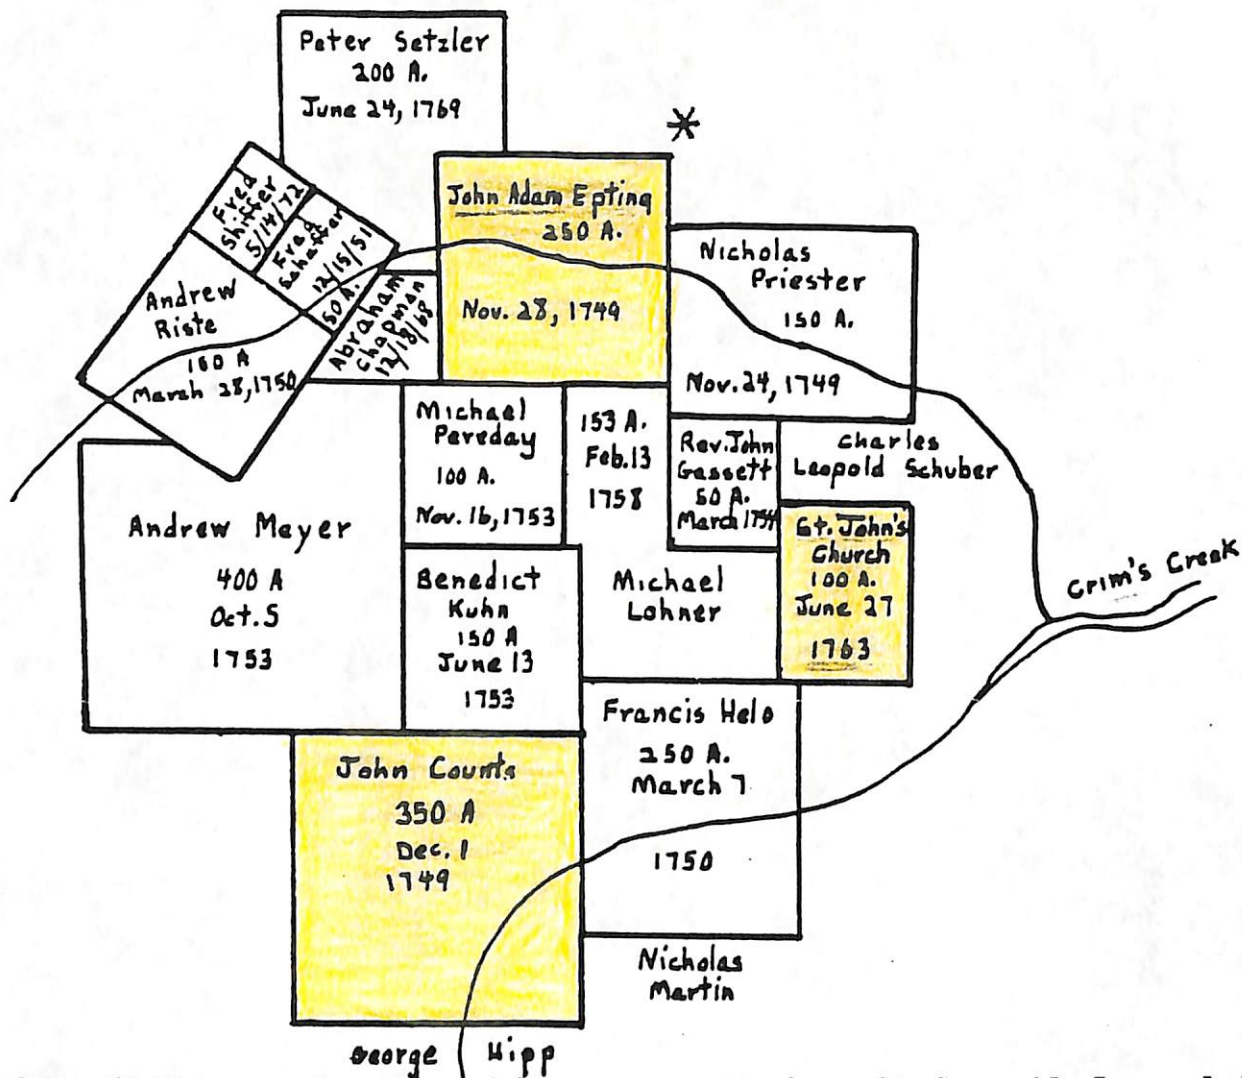 Peter Setzler
200 A.
June 24, 1769
*
Fred
Shiffer
5/14/72
Fred
Schaffer
12/15/51
50 A.
John Adam Epting
250 A.
Nov. 28, 1749
Nicholas
Priester
150 A.
Nov. 24, 1749
Andrew
Riste
March 28, 1750
Abraham
Chapman
12/18/68
Michael
Pereday
100 A.
Nov. 16, 1753
153 A.
Feb. 13
1758
Michael
Lohner
Rev. John
Gassett
50 A.
March 1754
Charles
Leopold Schuber
St. John's
Church
100 A.
June 27
1763
Crim's Creek
Andrew Mayer
400 A
Oct. 5
1753
Benedict
Kuhn
150 A
June 13
1753
Francis Helo
250 A.
March 7
1750
John Counts
350 A
Dec. 1
1749
Nicholas
Martin
George Hipp